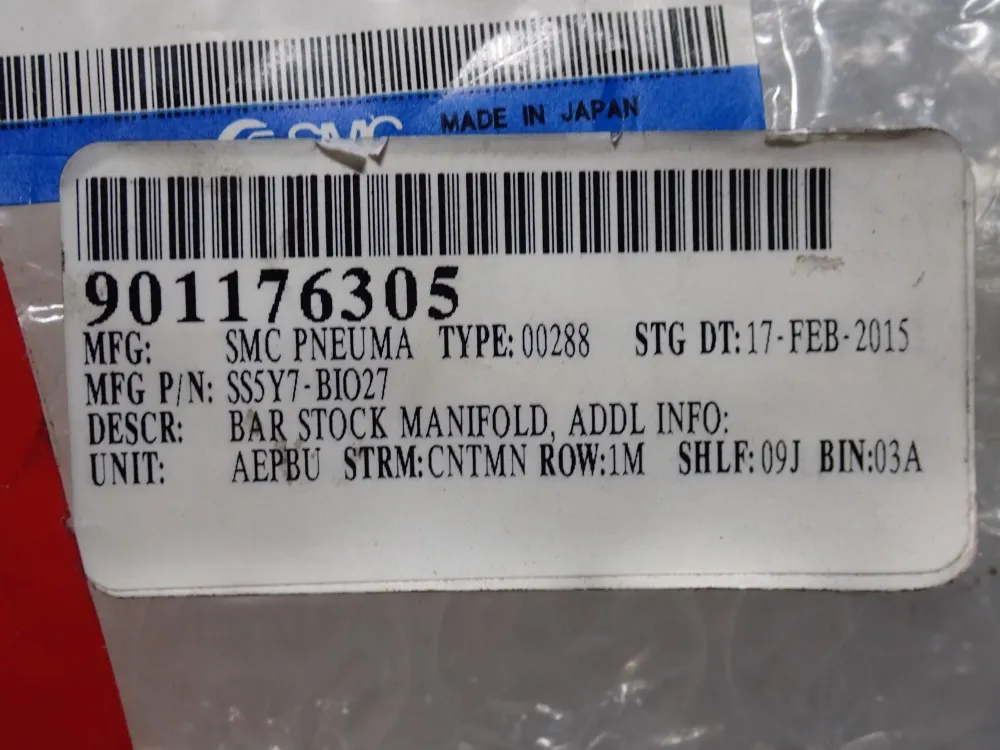 SMC MADE IN JAPAN
901176305
MFG: SMC PNEUMA TYPE: 00288 STG DT: 17-FEB-2015
MFG P/N: SS5Y7-BIO27
DESCR: BAR STOCK MANIFOLD, ADDL INFO:
UNIT: AEPBU STRM: CNTMN ROW: 1M SHLF: 09J BIN: 03A